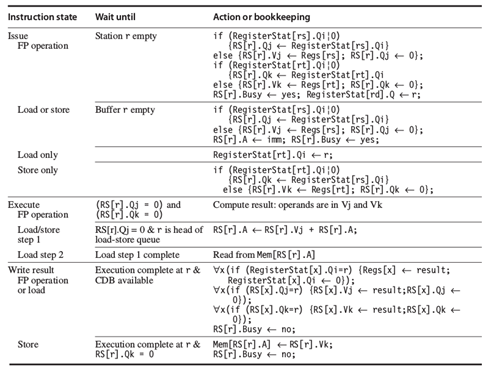 Instruction state Wait until Action or bookkeeping
Issue
FP operation
Station r empty
if (RegisterStat[rs].Qi¦0)
{RS[r].Qj ← RegisterStat[rs].Qi}
else {RS[r].Vj ← Regs[rs]; RS[r].Qj ← 0};
if (RegisterStat[rt].Qi¦0)
{RS[r].Qk ← RegisterStat[rt].Qi
else {RS[r].Vk ← Regs[rt]; RS[r].Qk ← 0};
RS[r].Busy ← yes; RegisterStat[rd].Q ← r;
Load or store
Buffer r empty
if (RegisterStat[rs].Qi¦0)
{RS[r].Qj ← RegisterStat[rs].Qi}
else {RS[r].Vj ← Regs[rs]; RS[r].Qj ← 0};
RS[r].A ← imm; RS[r].Busy ← yes;
Load only
RegisterStat[rt].Qi ← r;
Store only
if (RegisterStat[rt].Qi¦0)
{RS[r].Qk ← RegisterStat[rt].Qi}
else {RS[r].Vk ← Regs[rt]; RS[r].Qk ← 0};
Execute
FP operation
(RS[r].Qj = 0) and
(RS[r].Qk = 0)
Compute result: operands are in Vj and Vk
Load/store
step 1
RS[r].Qj = 0 & r is head of
load-store queue
RS[r].A ← RS[r].Vj + RS[r].A;
Load step 2
Load step 1 complete
Read from Mem[RS[r].A]
Write result
FP operation
or load
Execution complete at r &
CDB available
∀x(if (RegisterStat[x].Qi=r) {Regs[x] ← result;
RegisterStat[x].Qi ← 0});
∀x(if (RS[x].Qj=r) {RS[x].Vj ← result;RS[x].Qj ←
0});
∀x(if (RS[x].Qk=r) {RS[x].Vk ← result;RS[x].Qk ←
0});
RS[r].Busy ← no;
Store
Execution complete at r &
RS[r].Qk = 0
Mem[RS[r].A] ← RS[r].Vk;
RS[r].Busy ← no;